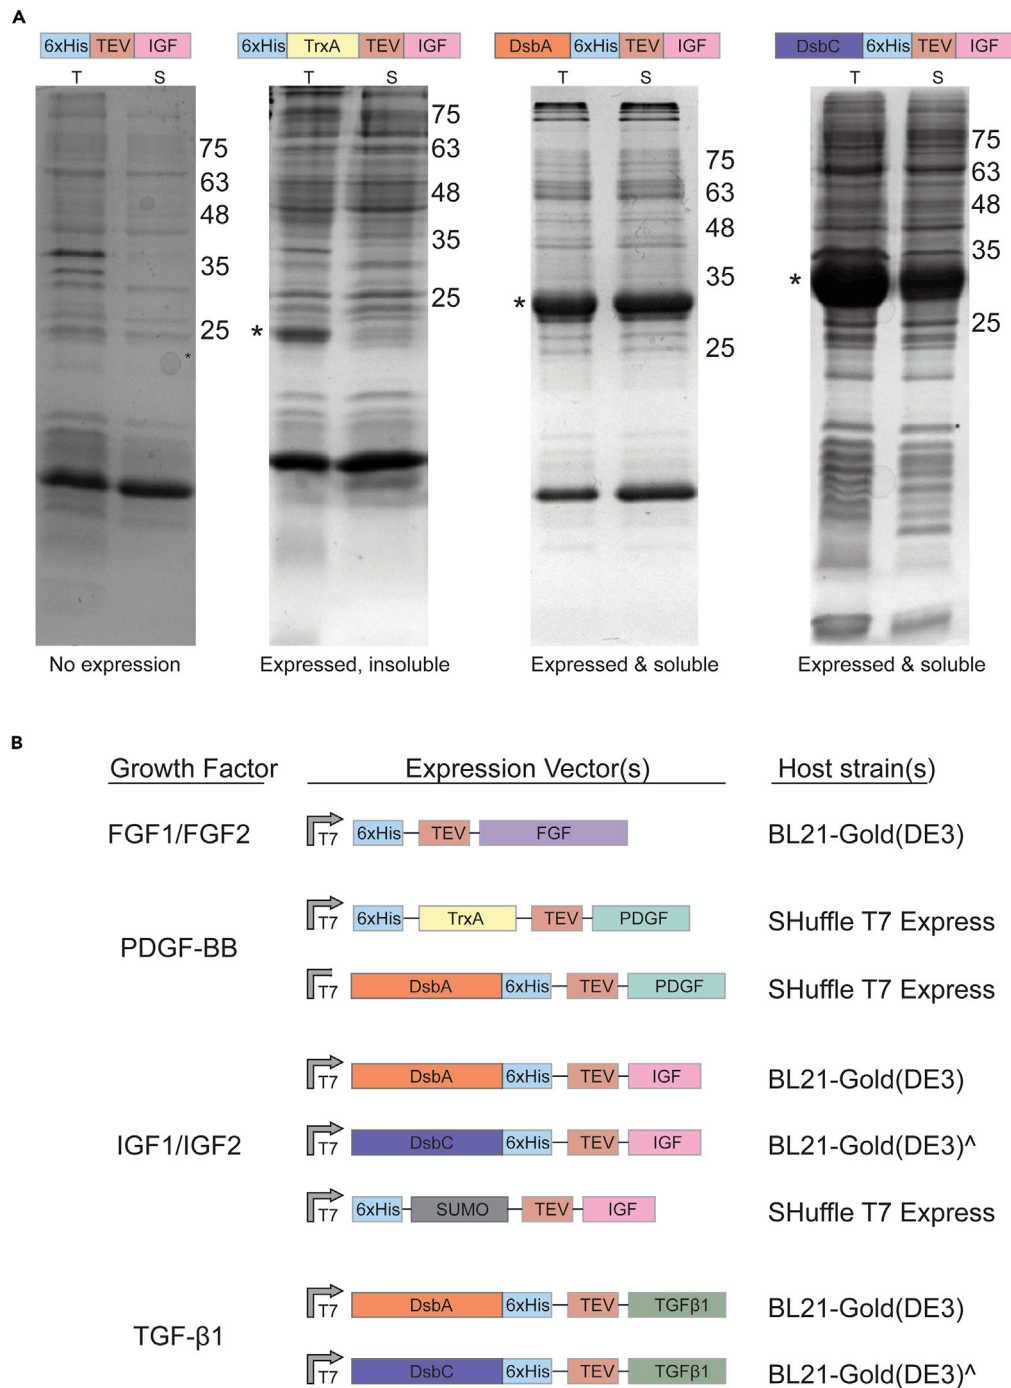 A
6xHis TEV IGF
6xHis TrxA TEV IGF
DsbA 6xHis TEV IGF
DsbC 6xHis TEV IGF
T S
T S
T S
T S
75
63
48
35
25
*
75
63
48
35
25
*
75
63
48
35
25
*
75
63
48
35
25
*
No expression
Expressed, insoluble
Expressed & soluble
Expressed & soluble
B
Growth Factor Expression Vector(s) Host strain(s)
FGF1/FGF2 T7 6xHis TEV FGF BL21-Gold(DE3)
T7 6xHis TrxA TEV PDGF SHuffle T7 Express
PDGF-BB
T7 DsbA 6xHis TEV PDGF SHuffle T7 Express
T7 DsbA 6xHis TEV IGF BL21-Gold(DE3)
IGF1/IGF2 T7 DsbC 6xHis TEV IGF BL21-Gold(DE3)^
T7 6xHis SUMO TEV IGF SHuffle T7 Express
T7 DsbA 6xHis TEV TGFβ1 BL21-Gold(DE3)
TGF-β1
T7 DsbC 6xHis TEV TGFβ1 BL21-Gold(DE3)^